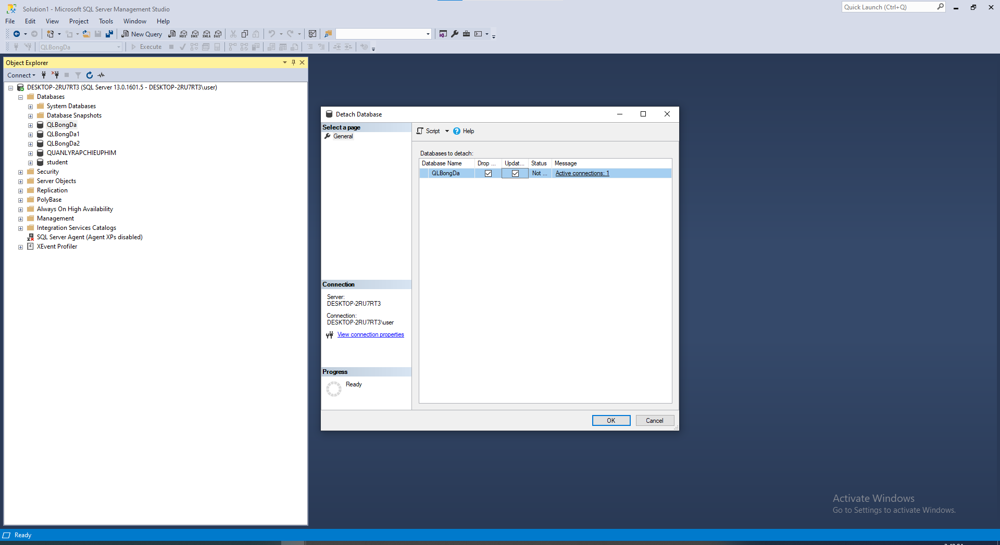 Solution1 - Microsoft SQL Server Management Studio
Quick Launch (Ctrl+Q)
File Edit View Project Tools Window Help
New Query
MDX DMX XMLA DAX
QLBongDa
Execute
Object Explorer
Connect
DESKTOP-2RU7RT3 (SQL Server 13.0.1601.5 - DESKTOP-2RU7RT3\user)
Databases
System Databases
Database Snapshots
QLBongDa
QLBongDa1
QLBongDa2
QUANLYRAPCHIEUPHIM
student
Security
Server Objects
Replication
PolyBase
Always On High Availability
Management
Integration Services Catalogs
SQL Server Agent (Agent XPs disabled)
XEvent Profiler
Detach Database
Select a page
General
Script
Help
Databases to detach:
Database Name Drop ... Updat... Status Message
QLBongDa Not ... Active connections: 1
Connection
Server:
DESKTOP-2RU7RT3
Connection:
DESKTOP-2RU7RT3\user
View connection properties
Progress
Ready
OK
Cancel
Activate Windows
Go to Settings to activate Windows.
Ready